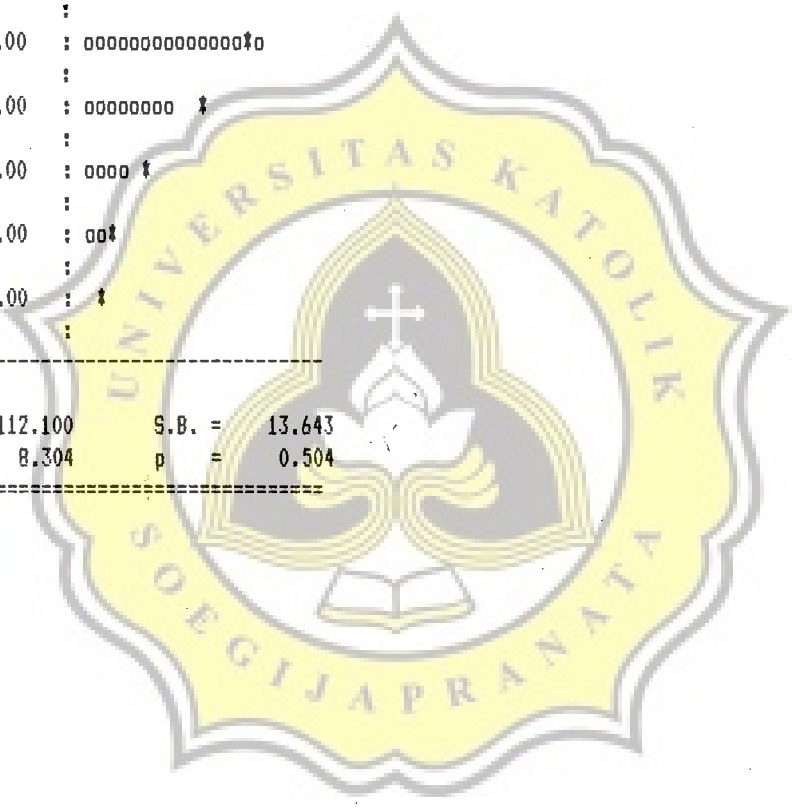 .00 : ooooooooooooooo*o
.00 : oooooooo *
.00 : oooo *
.00 : oo*
.00 : *
112.100 S.B. = 13.643
8.304 p = 0.504
UNIVERSITAS KATOLIK
SOEGIJAPRANATA